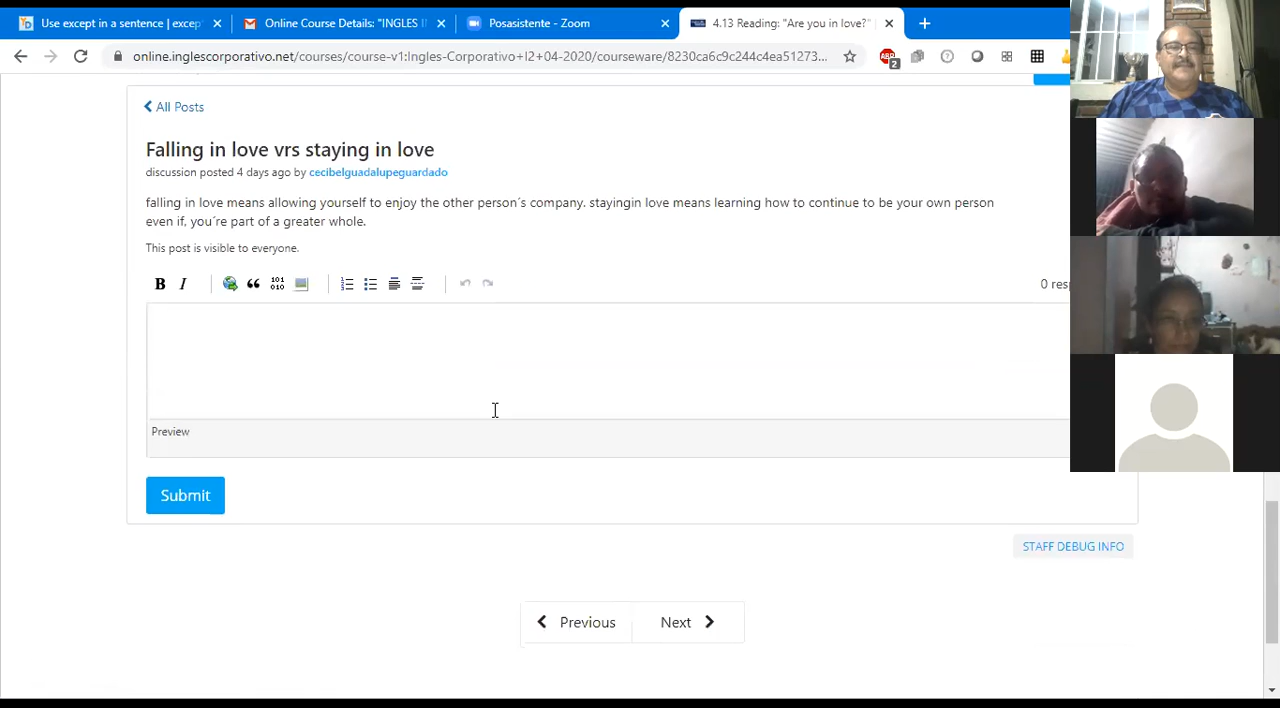 Use except in a sentence | excep
Online Course Details: "INGLES II
Posasistente - Zoom
4.13 Reading: "Are you in love?"
online.inglescorporativo.net/courses/course-v1:Ingles-Corporativo+I2+04-2020/courseware/8230ca6c9c244c4ea51273...
2
All Posts
Falling in love vrs staying in love
discussion posted 4 days ago by cecibelguadalupeguardado
falling in love means allowing yourself to enjoy the other person´s company. stayingin love means learning how to continue to be your own person
even if, you´re part of a greater whole.
This post is visible to everyone.
B I
0 resp
Preview
Submit
STAFF DEBUG INFO
Previous
Next